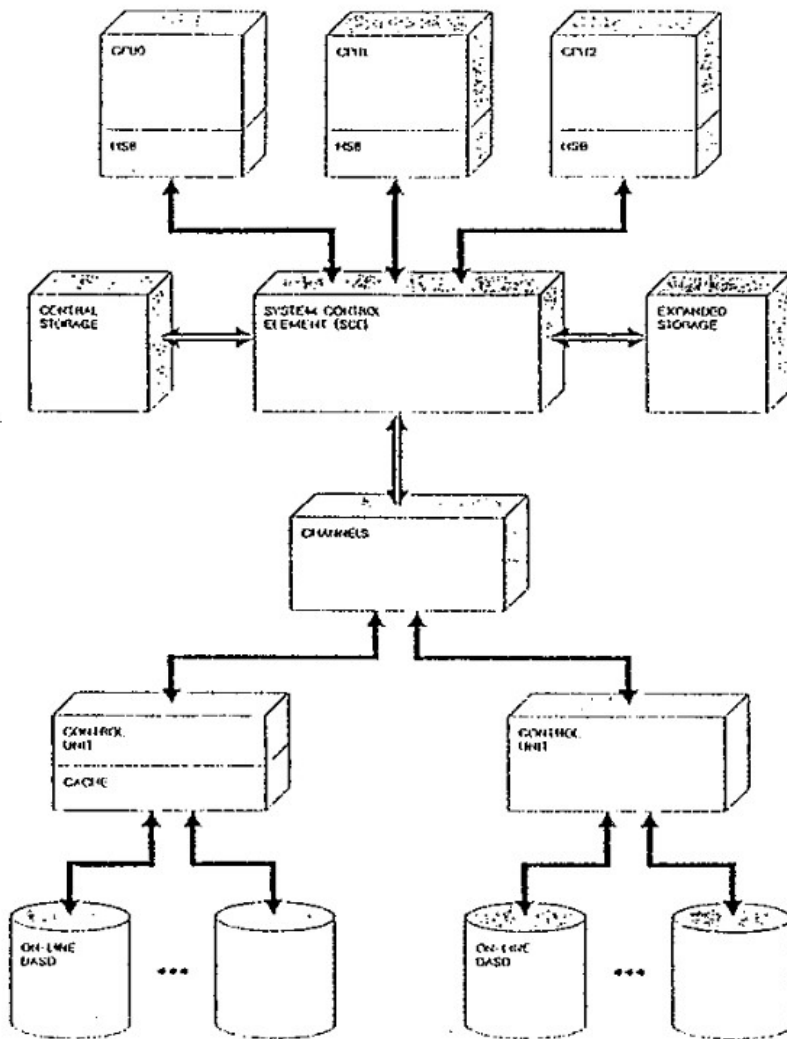 CPU0
CPU1
CPU2
HSB
HSB
HSB
CENTRAL
STORAGE
SYSTEM CONTROL
ELEMENT (SCE)
EXPANDED
STORAGE
CHANNELS
CONTROL
UNIT
CACHE
CONTROL
UNIT
ON-LINE
DASD
•••
ON-LINE
DASD
•••